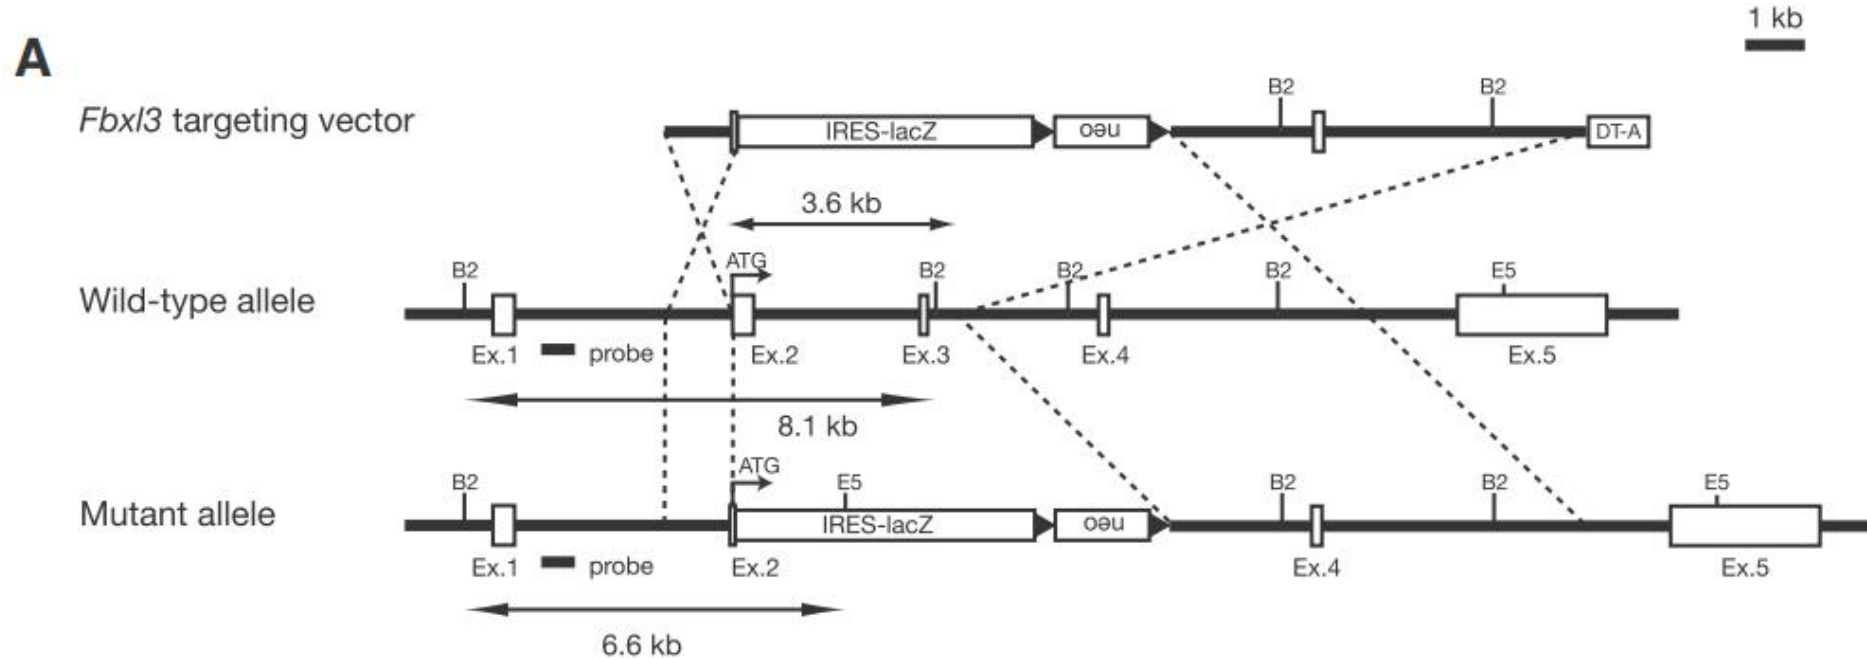 A
1 kb
B2 B2
Fbxl3 targeting vector
IRES-lacZ neo DT-A
3.6 kb
B2 ATG B2 B2 B2 E5
Wild-type allele
Ex.1 probe Ex.2 Ex.3 Ex.4 Ex.5
8.1 kb
B2 ATG E5 B2 B2 E5
Mutant allele
IRES-lacZ neo
Ex.1 probe Ex.2 Ex.4 Ex.5
6.6 kb